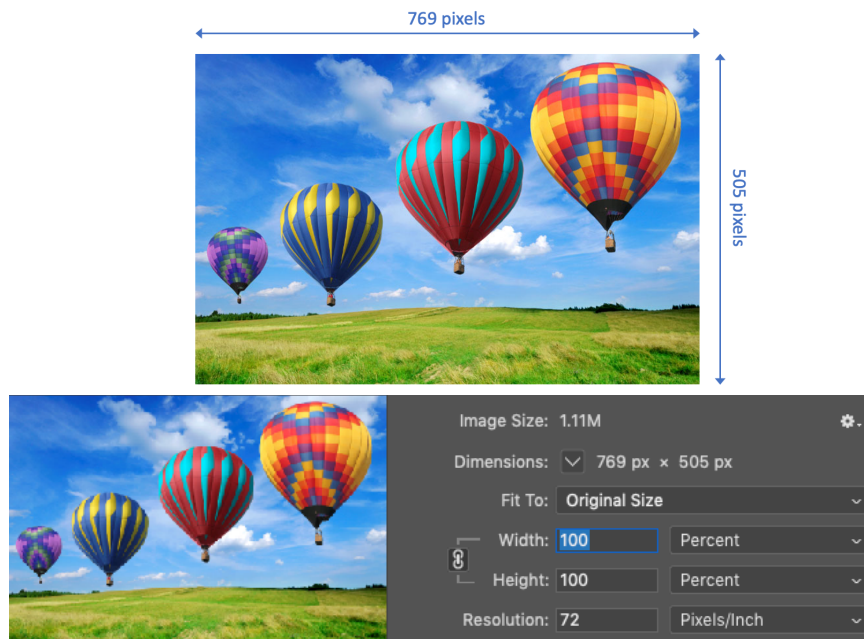 769 pixels
505 pixels
Image Size: 1.11M
Dimensions: 769 px × 505 px
Fit To: Original Size
Width: 100 Percent
Height: 100 Percent
Resolution: 72 Pixels/Inch